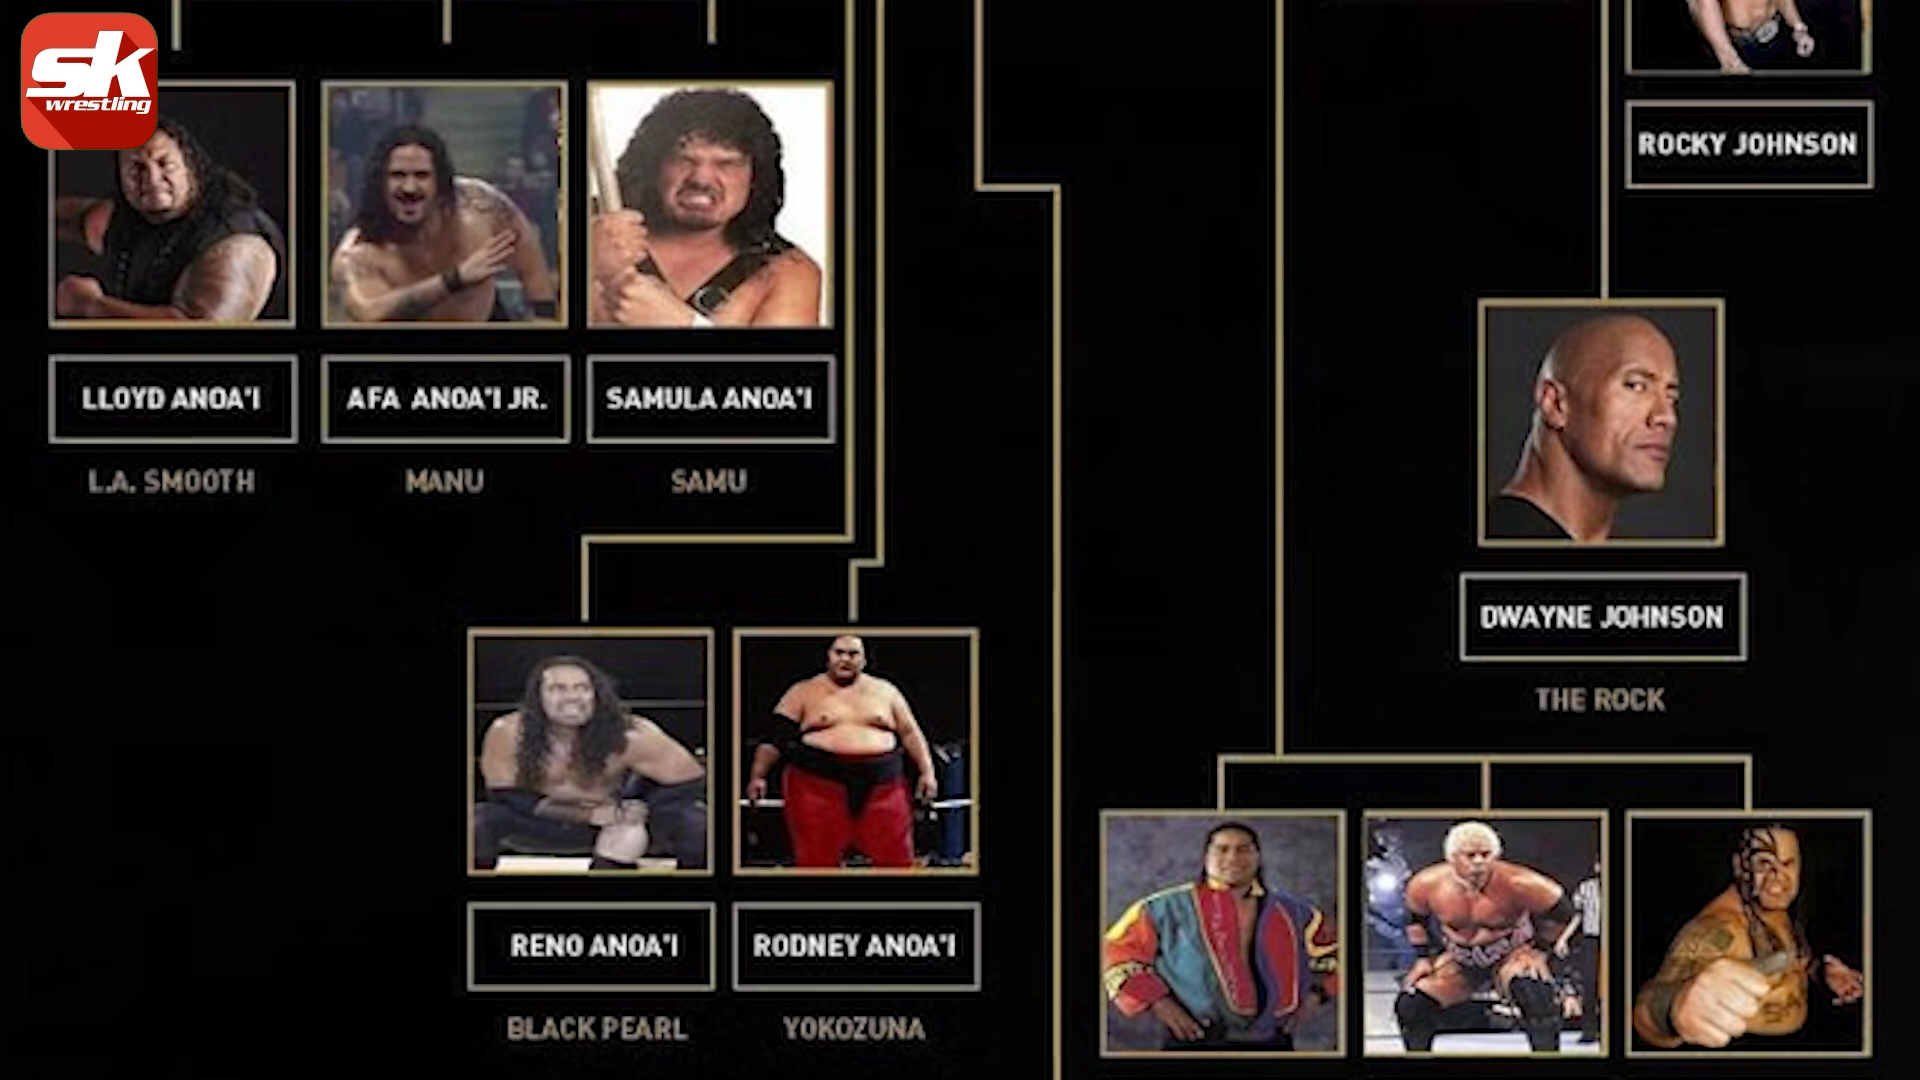 sk
wrestling
ROCKY JOHNSON
LLOYD ANOA'I
AFA ANOA'I JR.
SAMULA ANOA'I
L.A. SMOOTH
MANU
SAMU
DWAYNE JOHNSON
THE ROCK
RENO ANOA'I
RODNEY ANOA'I
BLACK PEARL
YOKOZUNA